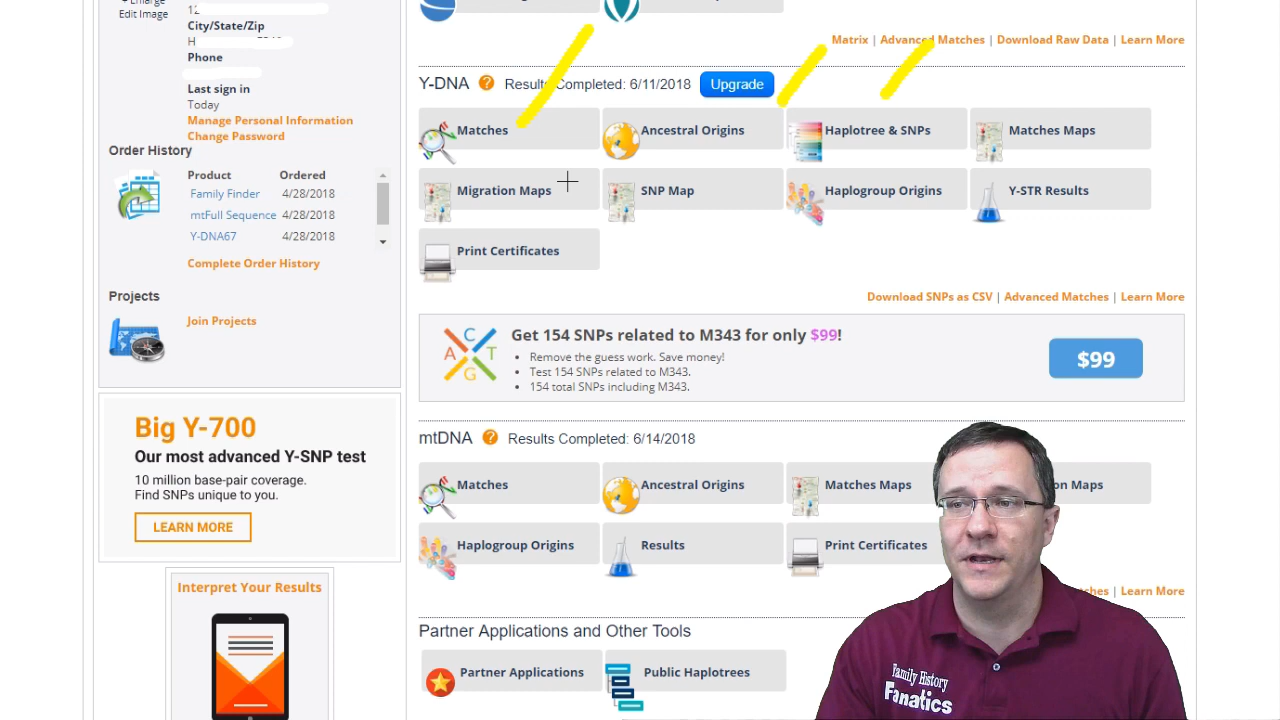 Enlarge
Edit Image
12
City/State/Zip
H
Phone
Last sign in
Today
Manage Personal Information
Change Password
Order History
Product Ordered
Family Finder 4/28/2018
mtFull Sequence 4/28/2018
Y-DNA67 4/28/2018
Complete Order History
Projects
Join Projects
Big Y-700
Our most advanced Y-SNP test
10 million base-pair coverage.
Find SNPs unique to you.
LEARN MORE
Interpret Your Results
Matrix | Advanced Matches | Download Raw Data | Learn More
Y-DNA ? Results Completed: 6/11/2018 Upgrade
Matches Ancestral Origins Haplotree & SNPs Matches Maps
Migration Maps SNP Map Haplogroup Origins Y-STR Results
Print Certificates
Download SNPs as CSV | Advanced Matches | Learn More
A C T G
Get 154 SNPs related to M343 for only $99!
• Remove the guess work. Save money!
• Test 154 SNPs related to M343.
• 154 total SNPs including M343.
$99
mtDNA ? Results Completed: 6/14/2018
Matches Ancestral Origins Matches Maps Maps
Haplogroup Origins Results Print Certificates
| Learn More
Partner Applications and Other Tools
Partner Applications Public Haplotrees
Family History
Fanatics